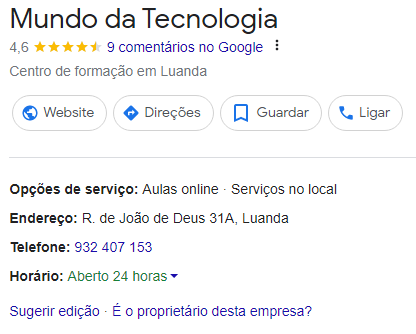 Mundo da Tecnologia
4,6 9 comentários no Google
Centro de formação em Luanda
Website Direções Guardar Ligar
Opções de serviço: Aulas online · Serviços no local
Endereço: R. de João de Deus 31A, Luanda
Telefone: 932 407 153
Horário: Aberto 24 horas
Sugerir edição · É o proprietário desta empresa?